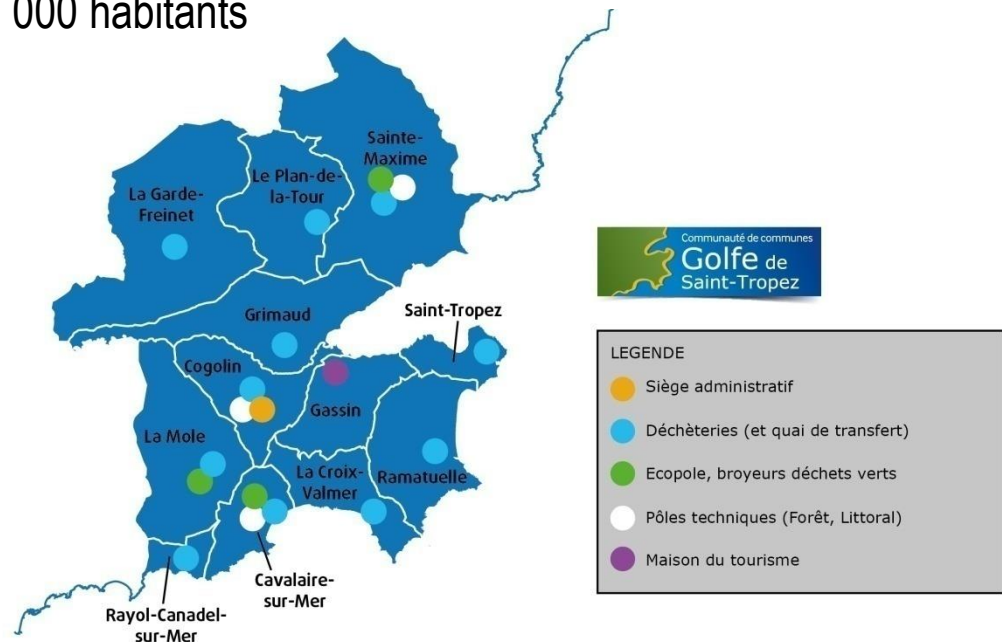 000 habitants
Sainte-
Maxime
Le Plan-de-
la-Tour
La Garde-
Freinet
Communauté de communes
Golfe de
Saint-Tropez
Grimaud
Saint-Tropez
Cogolin
Gassin
La Mole
La Croix-
Valmer
Ramatuelle
Cavalaire-
sur-Mer
Rayol-Canadel-
sur-Mer
LEGENDE
Siège administratif
Déchèteries (et quai de transfert)
Ecopole, broyeurs déchets verts
Pôles techniques (Forêt, Littoral)
Maison du tourisme